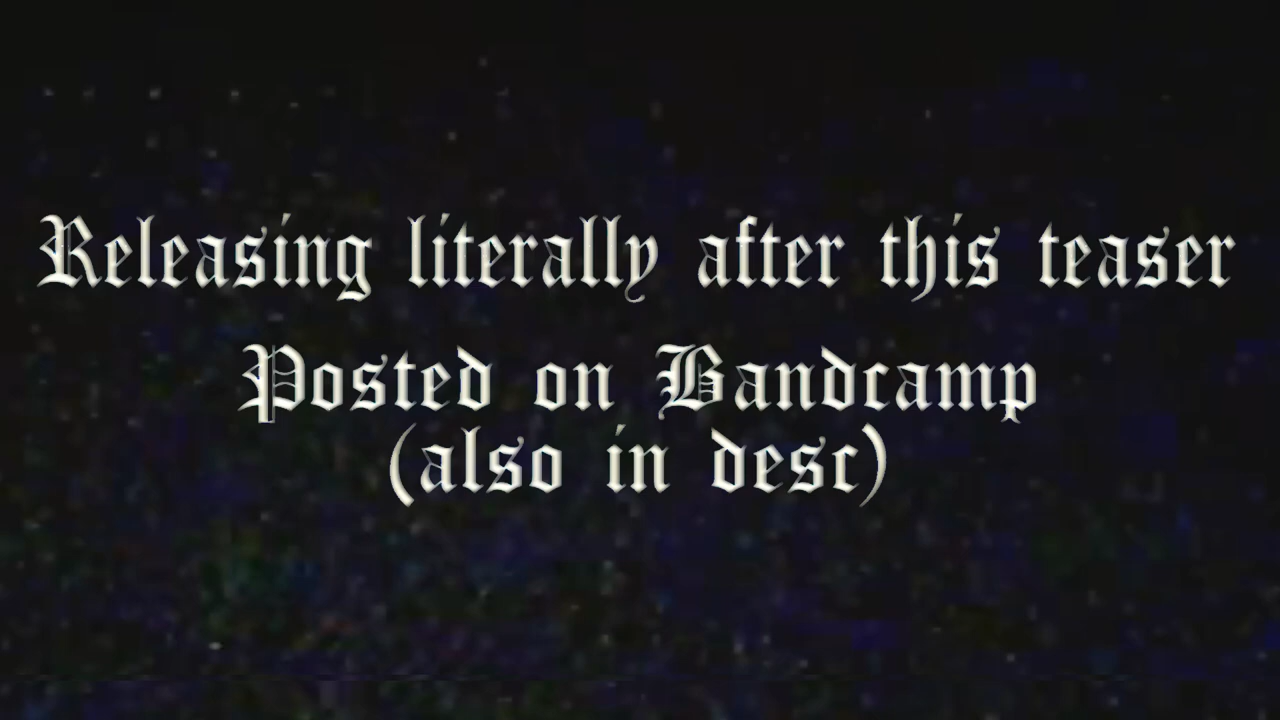 Releasing literally after this teaser
Posted on Bandcamp
(also in desc)